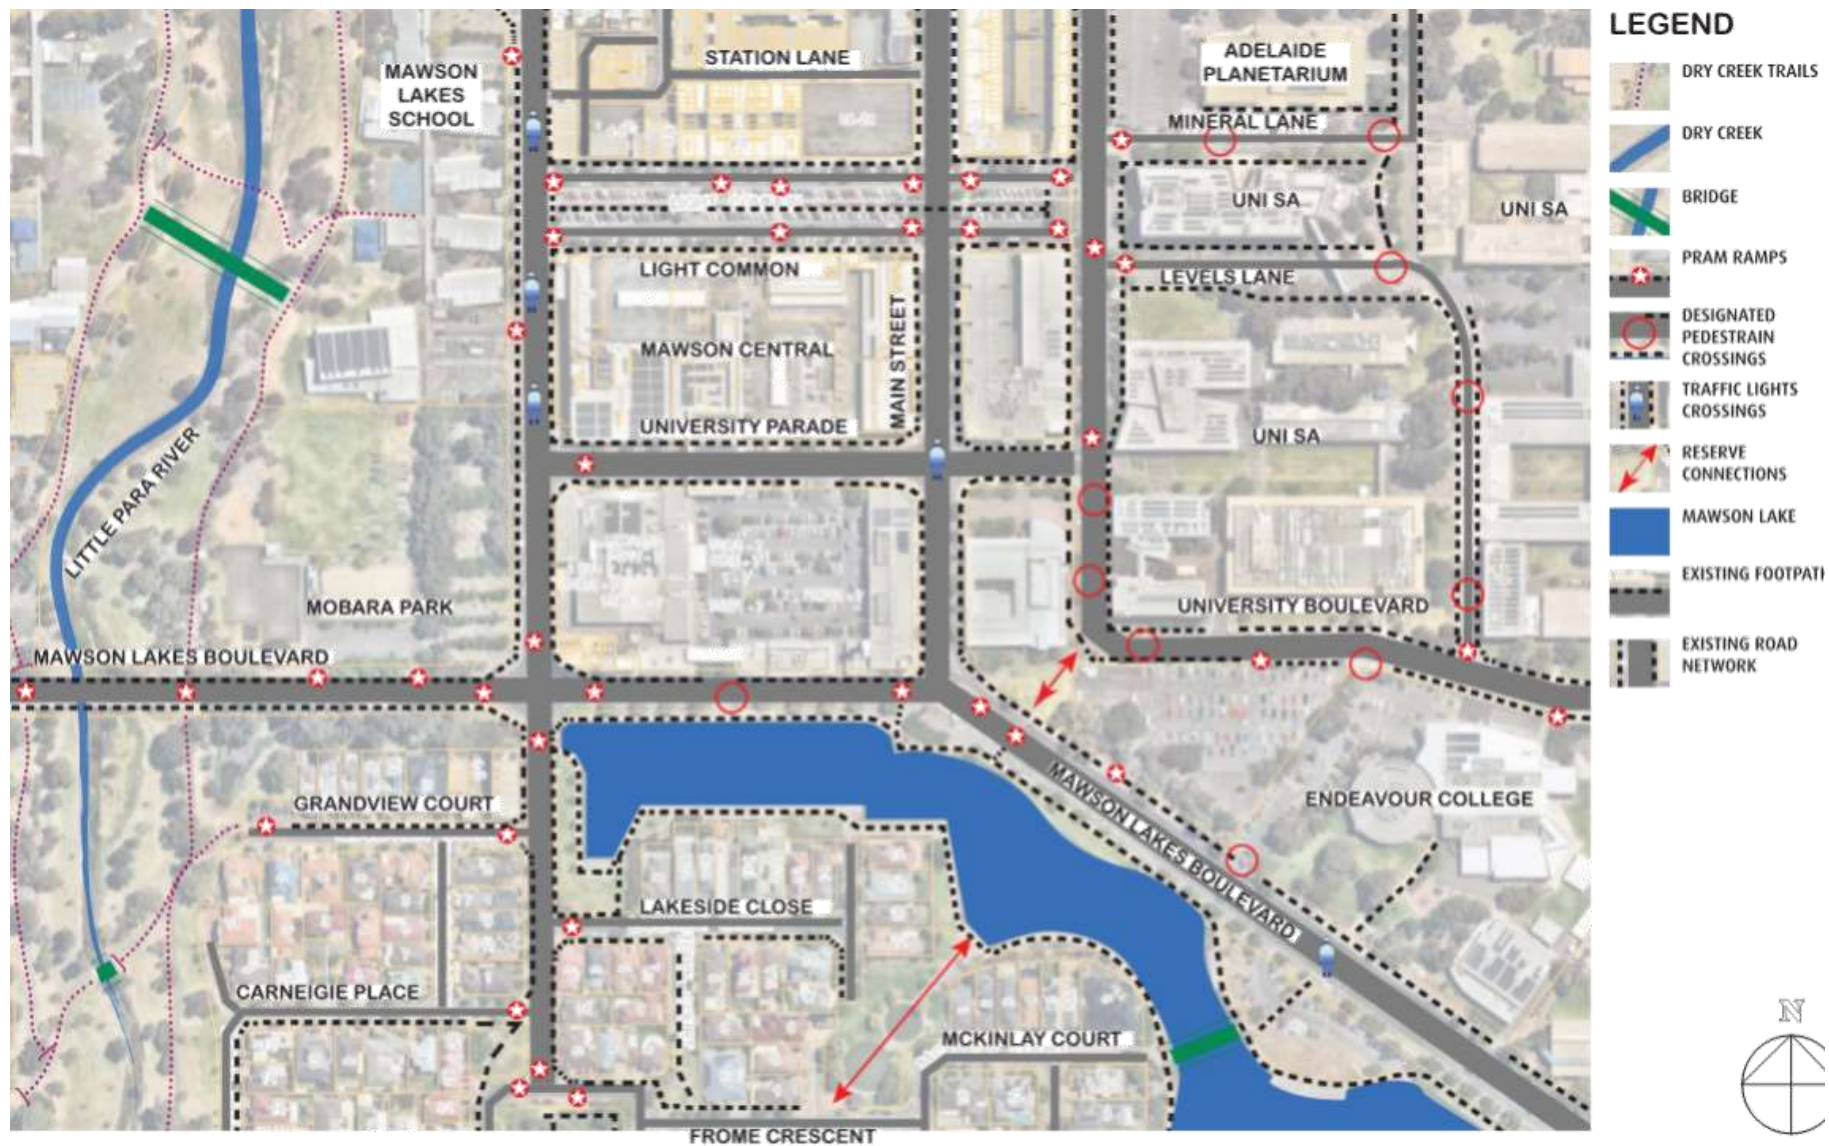 LEGEND
DRY CREEK TRAILS
DRY CREEK
BRIDGE
PRAM RAMPS
DESIGNATED
PEDESTRAIN
CROSSINGS
TRAFFIC LIGHTS
CROSSINGS
RESERVE
CONNECTIONS
MAWSON LAKE
EXISTING FOOTPATH
EXISTING ROAD
NETWORK
N
MAWSON
LAKES
SCHOOL
STATION LANE
ADELAIDE
PLANETARIUM
MINERAL LANE
UNI SA
UNI SA
LIGHT COMMON
LEVELS LANE
MAIN STREET
MAWSON CENTRAL
UNIVERSITY PARADE
UNI SA
LITTLE PARA RIVER
MOBARA PARK
UNIVERSITY BOULEVARD
MAWSON LAKES BOULEVARD
GRANDVIEW COURT
MAWSON LAKES BOULEVARD
ENDEAVOUR COLLEGE
LAKESIDE CLOSE
CARNEIGIE PLACE
MCKINLAY COURT
FROME CRESCENT